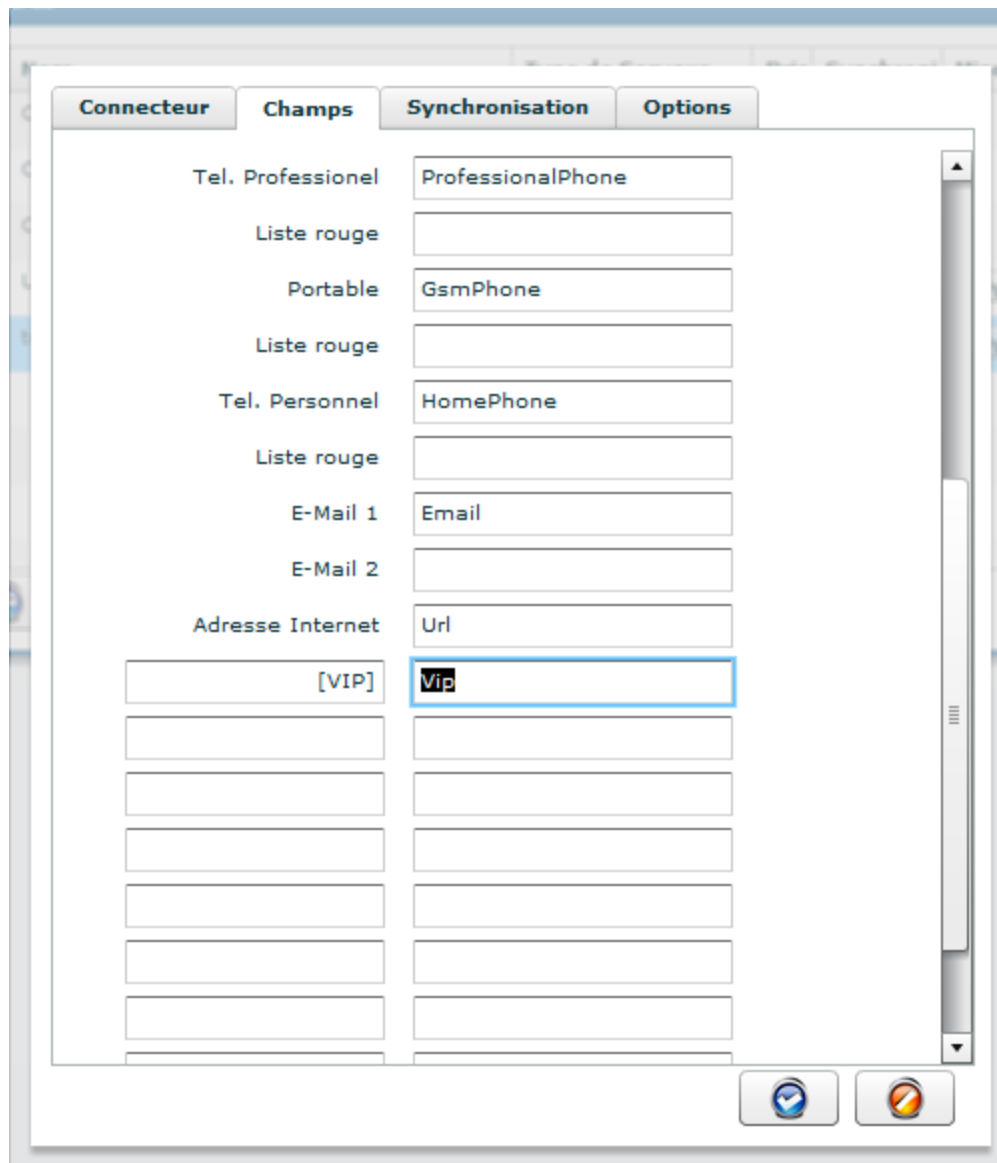 Connecteur Champs Synchronisation Options
Tel. Professionel ProfessionalPhone
Liste rouge
Portable GsmPhone
Liste rouge
Tel. Personnel HomePhone
Liste rouge
E-Mail 1 Email
E-Mail 2
Adresse Internet Url
[VIP] Vip